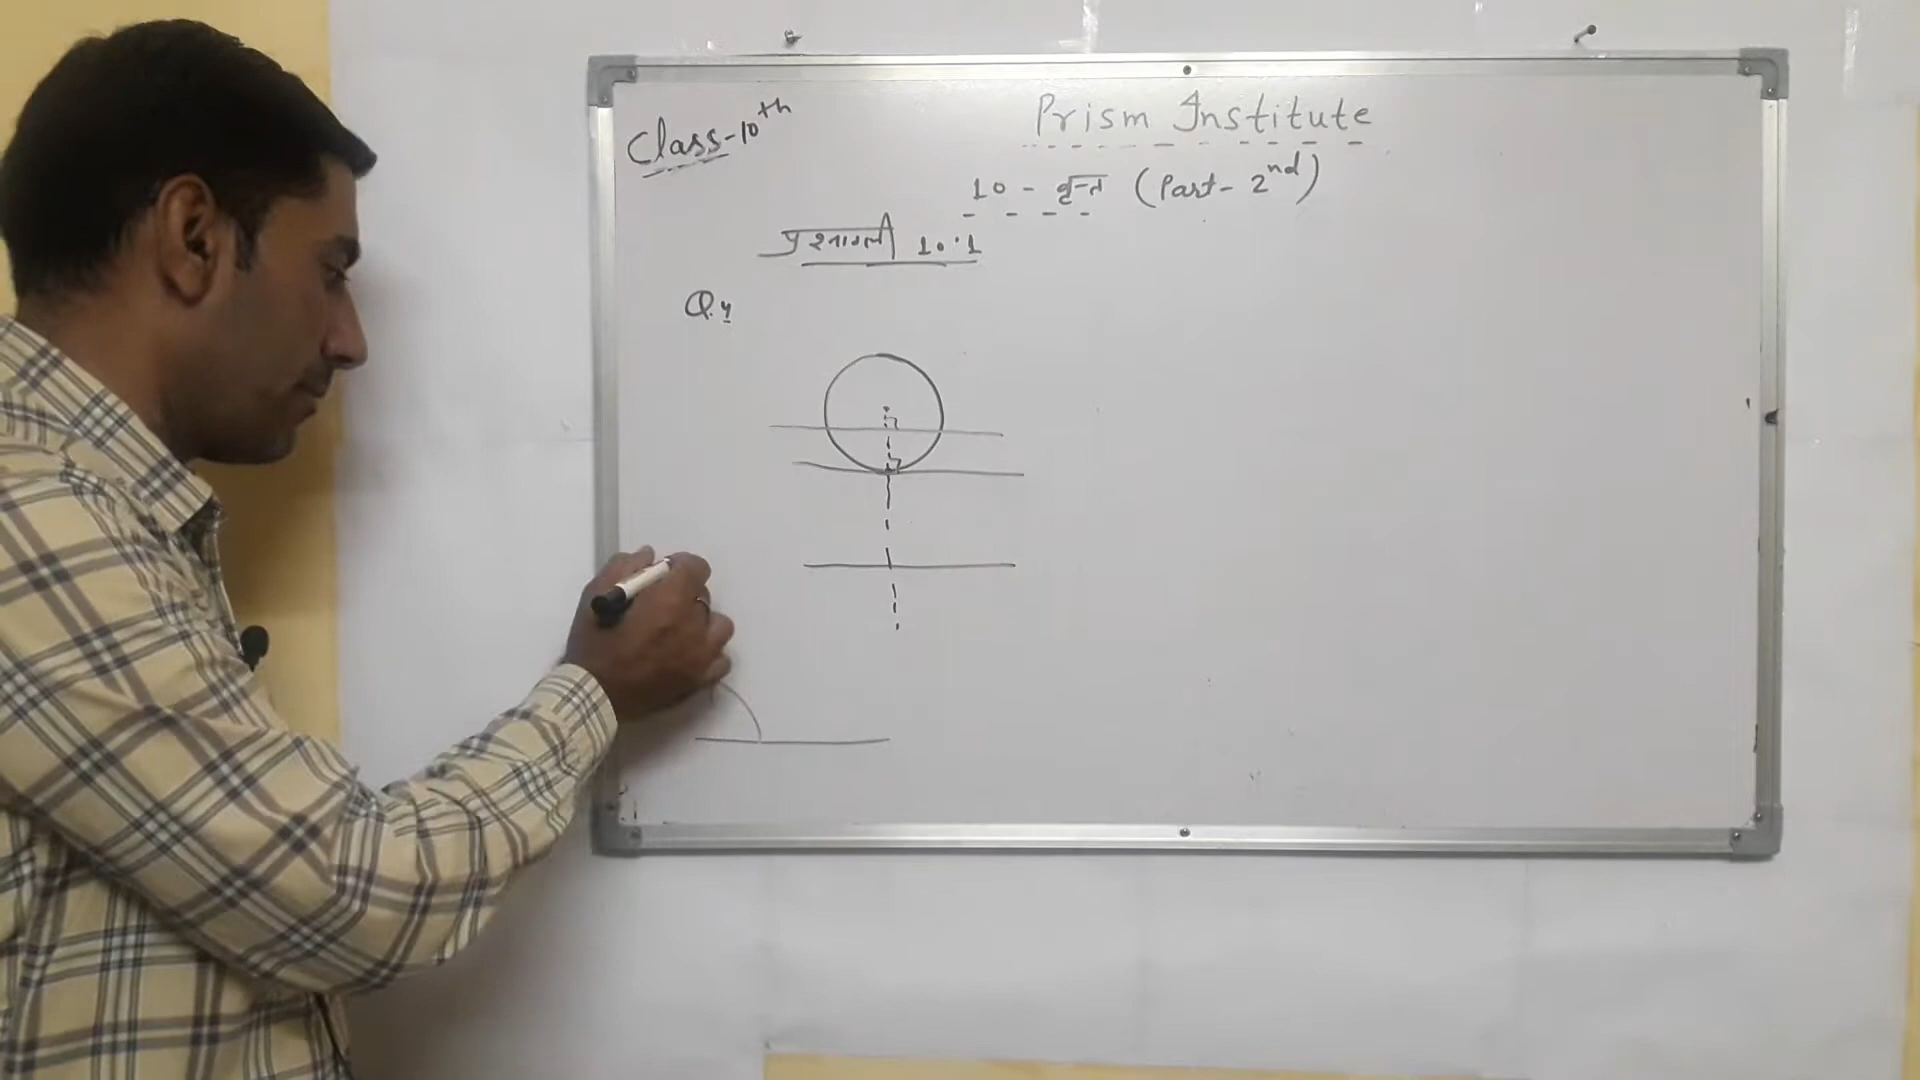 Class-10th
Prism Institute
10 - वृत्त (Part- 2nd)
प्रश्नावली 10.1
Q.4